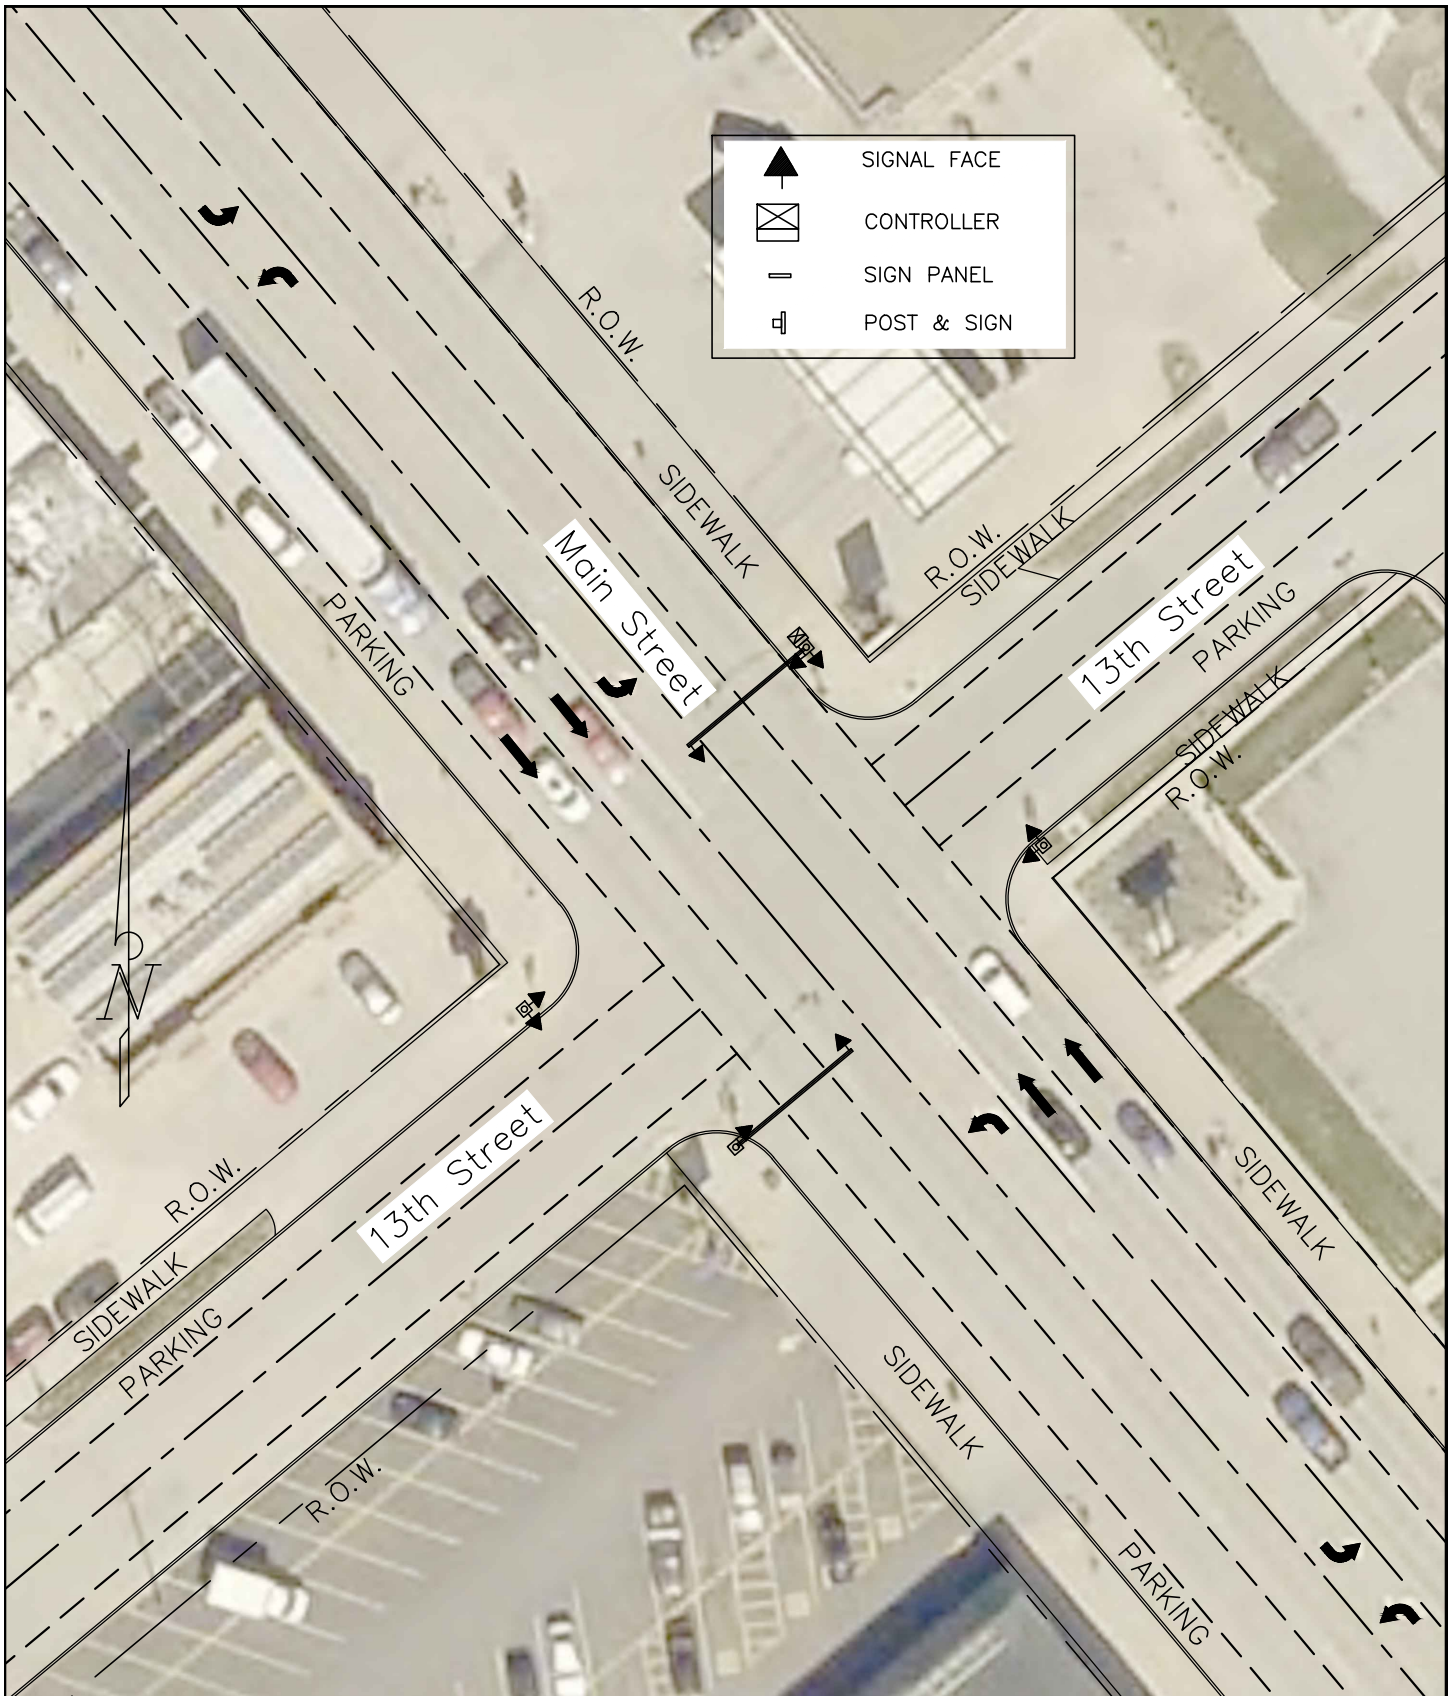 SIGNAL FACE
CONTROLLER
SIGN PANEL
POST & SIGN
R.O.W.
SIDEWALK
R.O.W.
SIDEWALK
Main Street
13th Street
PARKING
PARKING
SIDEWALK
R.O.W.
N
13th Street
R.O.W.
SIDEWALK
PARKING
SIDEWALK
SIDEWALK
R.O.W.
PARKING